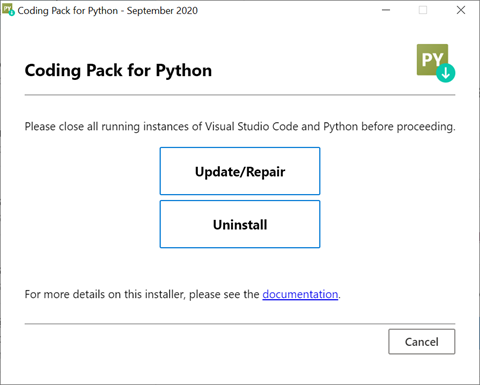 Coding Pack for Python - September 2020
Coding Pack for Python
PY
Please close all running instances of Visual Studio Code and Python before proceeding.
Update/Repair
Uninstall
For more details on this installer, please see the documentation.
Cancel